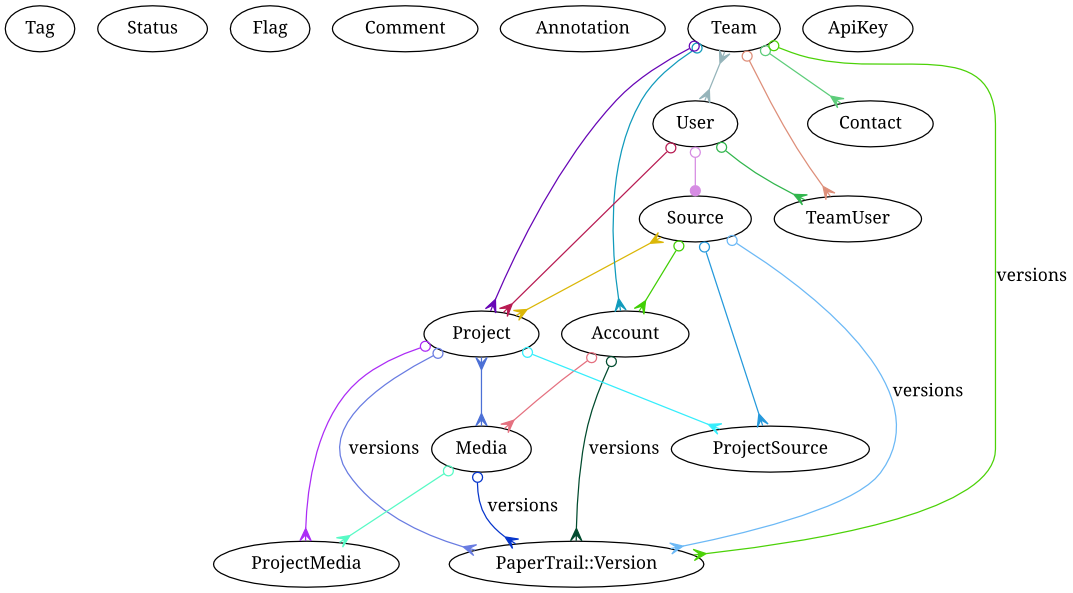 Tag
Status
Flag
Comment
Annotation
Team
ApiKey
User
Contact
Source
TeamUser
versions
Project
Account
versions
versions
Media
versions
ProjectSource
versions
ProjectMedia
PaperTrail::Version